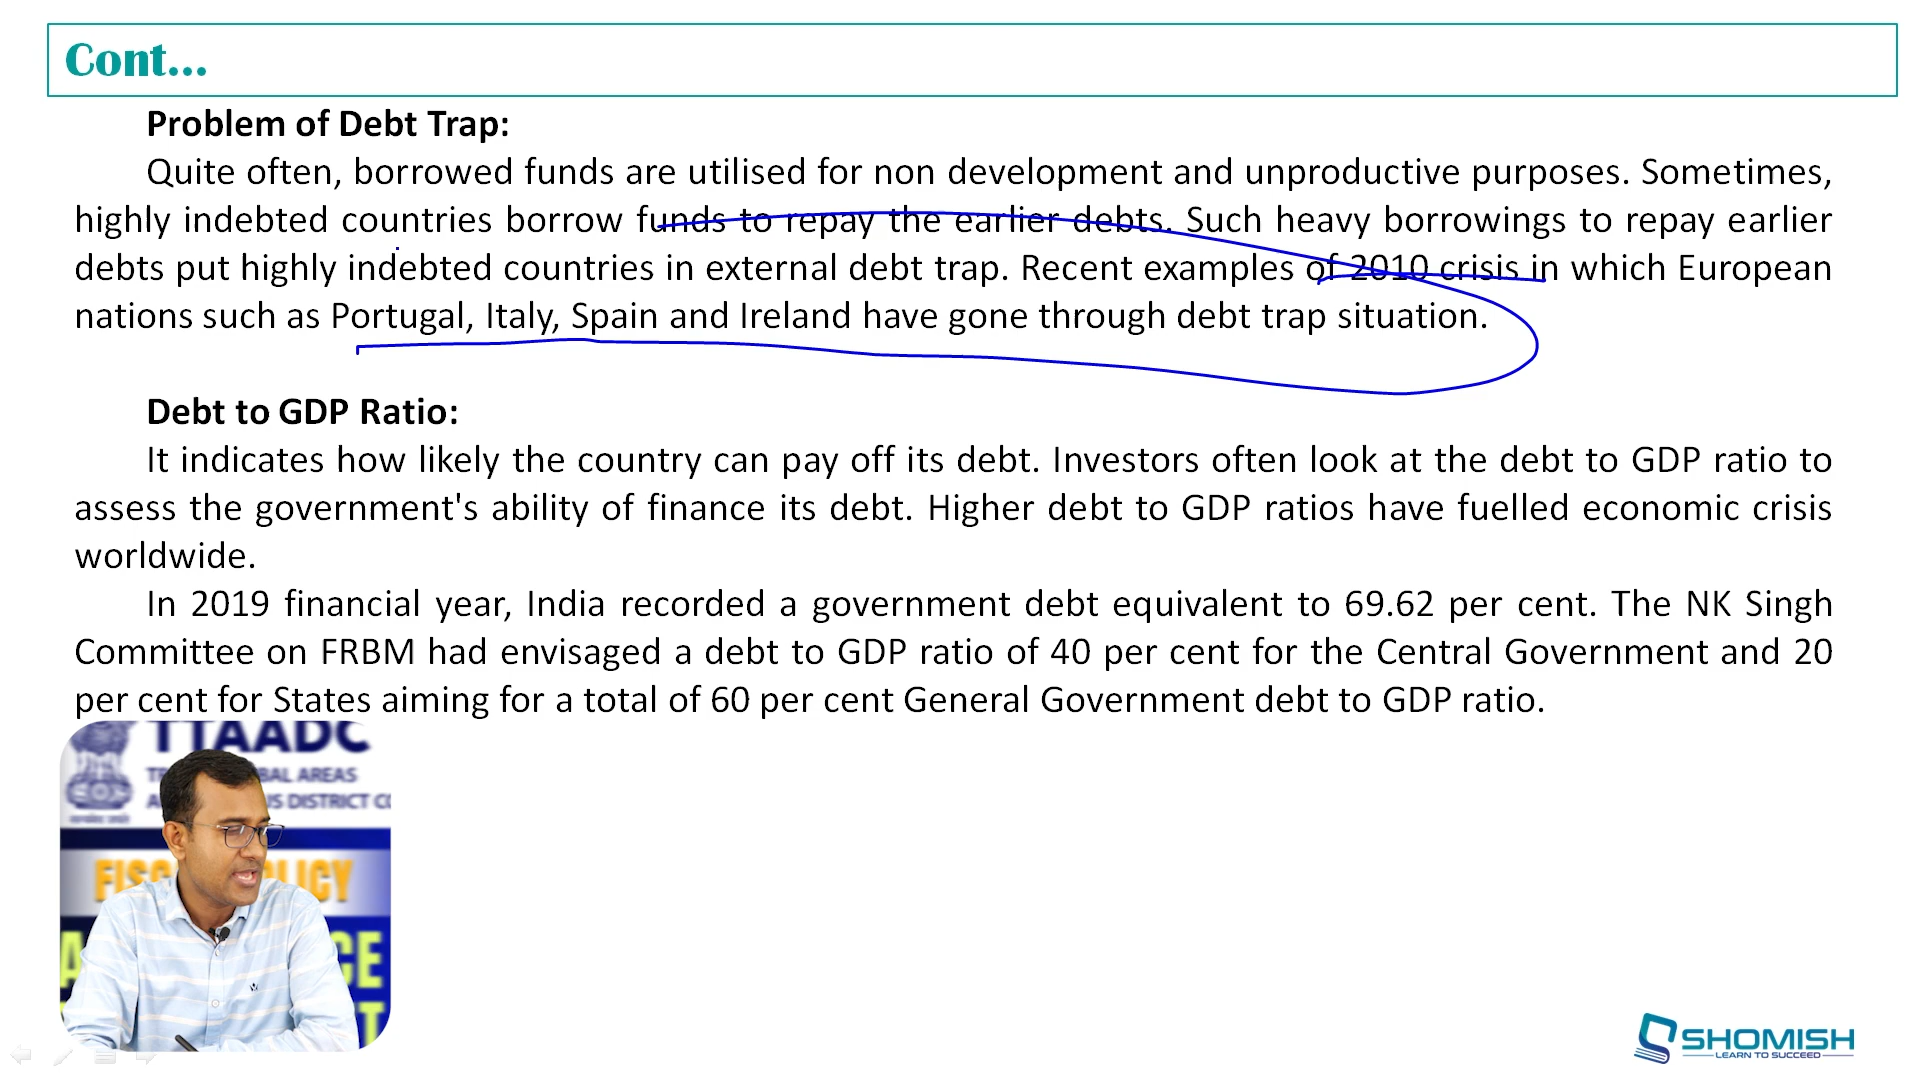 Cont...
Problem of Debt Trap:
Quite often, borrowed funds are utilised for non development and unproductive purposes. Sometimes,
highly indebted countries borrow funds to repay the earlier debts. Such heavy borrowings to repay earlier
debts put highly indebted countries in external debt trap. Recent examples of 2010 crisis in which European
nations such as Portugal, Italy, Spain and Ireland have gone through debt trap situation.
Debt to GDP Ratio:
It indicates how likely the country can pay off its debt. Investors often look at the debt to GDP ratio to
assess the government's ability of finance its debt. Higher debt to GDP ratios have fuelled economic crisis
worldwide.
In 2019 financial year, India recorded a government debt equivalent to 69.62 per cent. The NK Singh
Committee on FRBM had envisaged a debt to GDP ratio of 40 per cent for the Central Government and 20
per cent for States aiming for a total of 60 per cent General Government debt to GDP ratio.
TTAADC
AREAS
DISTRICT
SHOMISH
LEARN TO SUCCEED